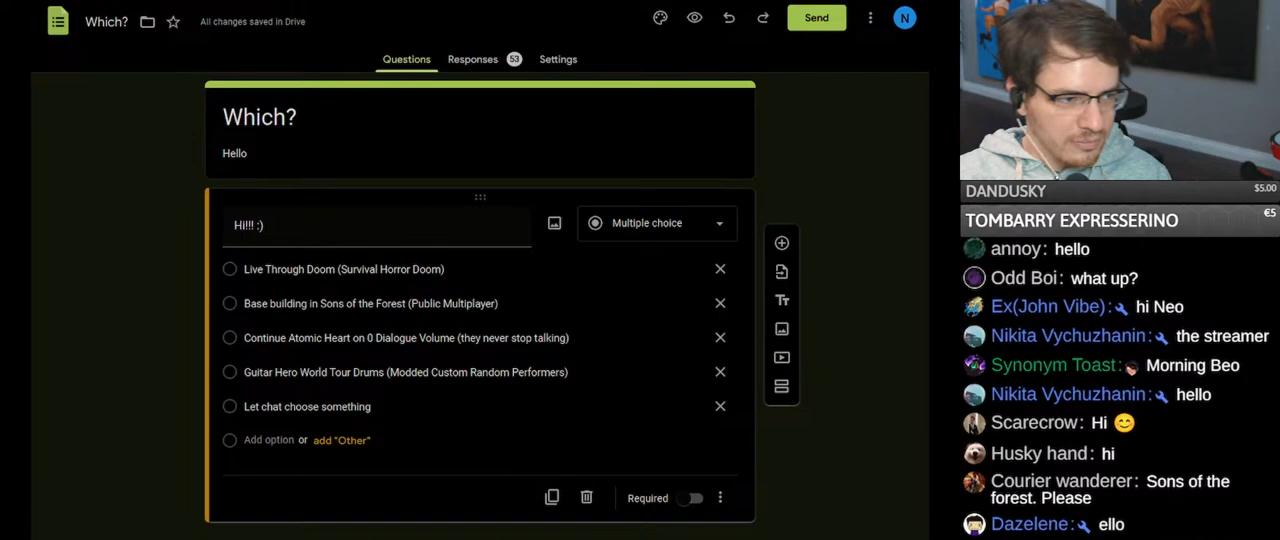 Which?
All changes saved in Drive
Send
N
Questions
Responses
53
Settings
Which?
Hello
Hi!!! :)
Multiple choice
Live Through Doom (Survival Horror Doom)
Base building in Sons of the Forest (Public Multiplayer)
Continue Atomic Heart on 0 Dialogue Volume (they never stop talking)
Guitar Hero World Tour Drums (Modded Custom Random Performers)
Let chat choose something
Add option or add "Other"
Required
Tt
DANDUSKY $5.00
TOMBARRY EXPRESSERINO €5
annoy: hello
Odd Boi: what up?
Ex(John Vibe): hi Neo
Nikita Vychuzhanin: the streamer
Synonym Toast: Morning Beo
Nikita Vychuzhanin: hello
Scarecrow: Hi 😊
Husky hand: hi
Courier wanderer: Sons of the
forest. Please
Dazelene: ello